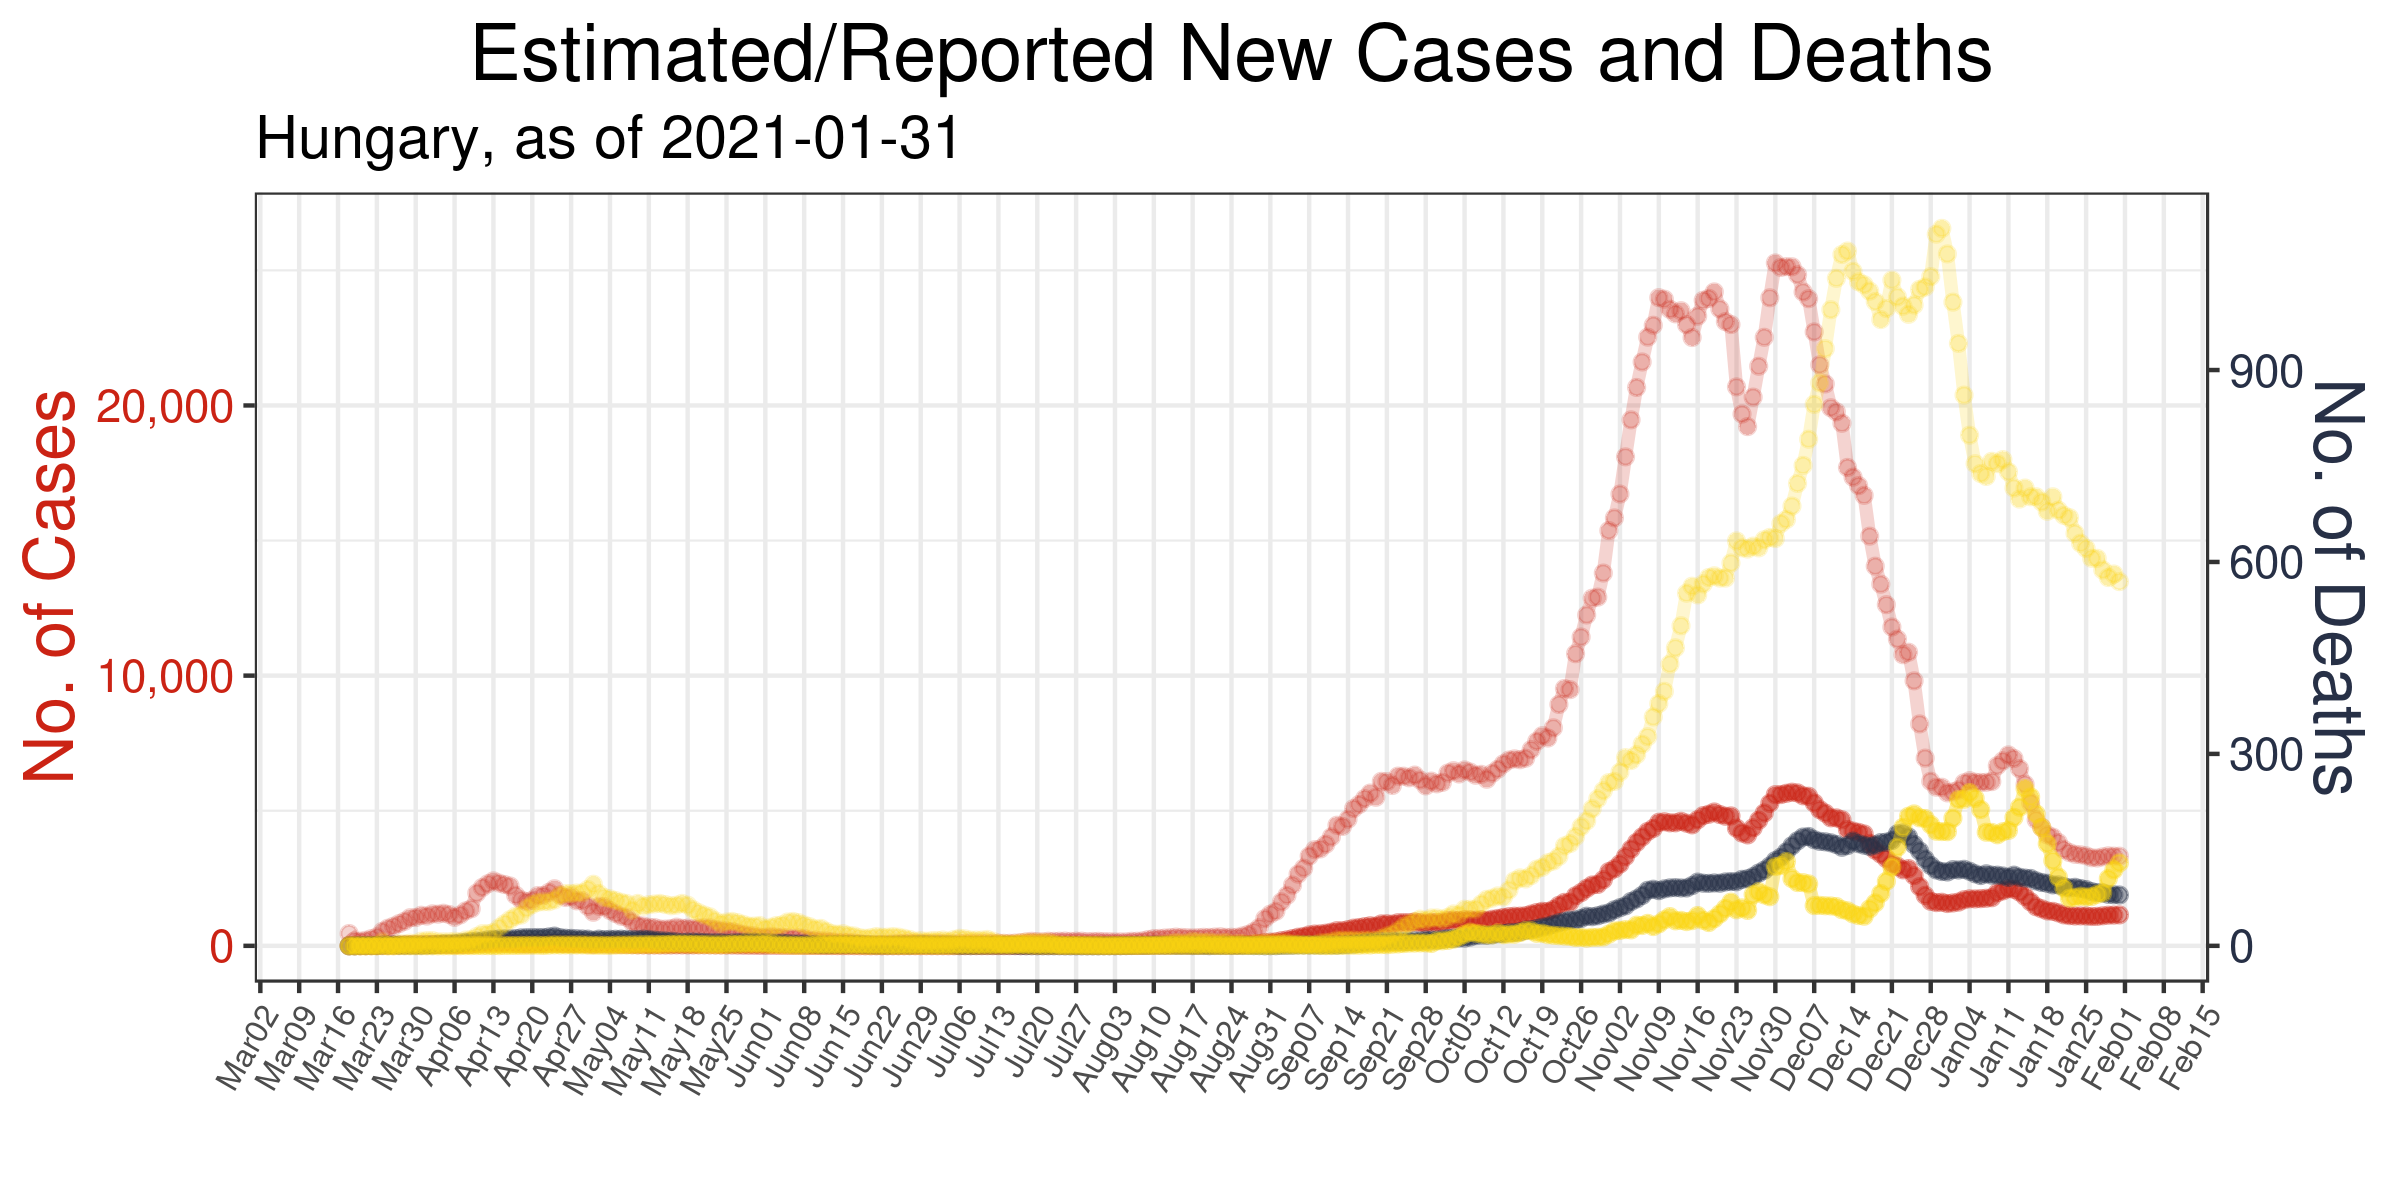 Estimated/Reported New Cases and Deaths
Hungary, as of 2021-01-31
No. of Cases
20,000
10,000
0
900
600
300
0
No. of Deaths
Mar02 Mar09 Mar16 Mar23 Mar30 Apr06 Apr13 Apr20 Apr27 May04 May11 May18 May25 Jun01 Jun08 Jun15 Jun22 Jun29 Jul06 Jul13 Jul20 Jul27 Aug03 Aug10 Aug17 Aug24 Aug31 Sep07 Sep14 Sep21 Sep28 Oct05 Oct12 Oct19 Oct26 Nov02 Nov09 Nov16 Nov23 Nov30 Dec07 Dec14 Dec21 Dec28 Jan04 Jan11 Jan18 Jan25 Feb01 Feb08 Feb15